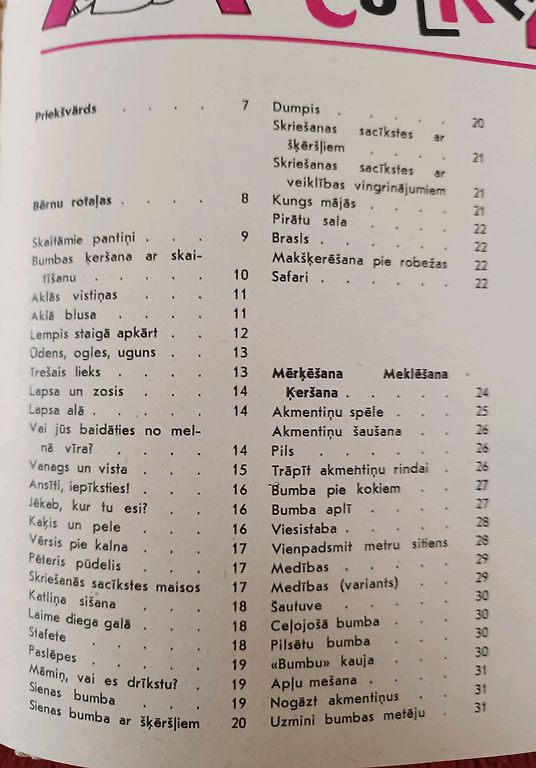 Priekšvārds . . . . 7
Bērnu rotaļas . . . . 8
Skaitāmie pantiņi . . . 9
Bumbas ķeršana ar skai-
tīšanu . . . . . 10
Aklās vistiņas . . . 11
Aklā blusa . . . . 11
Lempis staigā apkārt . . 12
Ūdens, ogles, uguns . . 13
Trešais lieks . . . . 13
Lapsa un zosis . . . 14
Lapsa alā . . . . . 14
Vai jūs baidāties no mel-
nā vīra? . . . . 14
Vanags un vista . . . 15
Ansīti, iepīksties! . . . 16
Jēkab, kur tu esi? . . . 16
Kaķis un pele . . . . 16
Vērsis pie kalna . . . 17
Pēteris pūdelis . . . 17
Skriešanās sacīkstes maisos 17
Katliņa sišana . . . 18
Laime diega galā . . . 18
Stafete . . . . . 18
Paslēpes . . . . . 19
Māmiņ, vai es drīkstu? . 19
Sienas bumba . . . . 19
Sienas bumba ar šķēršļiem 20
Dumpis . . . . . 20
Skriešanas sacīkstes ar
šķēršļiem . . . . 21
Skriešanas sacīkstes ar
veiklības vingrinājumiem 21
Kungs mājās . . . . 21
Pirātu sala . . . . 22
Brasls . . . . . 22
Makšķerēšana pie robežas 22
Safari . . . . . 22
Mērķēšana Meklēšana
Ķeršana . . . . . 24
Akmentiņu spēle . . . 25
Akmentiņu šaušana . . 26
Pils . . . . . 26
Trāpīt akmentiņu rindai . 26
Bumba pie kokiem . . 27
Bumba aplī . . . . 27
Viesistaba . . . . . 28
Vienpadsmit metru sitiens 28
Medības . . . . . 29
Medības (variants) . . 29
Šautuve . . . . . 30
Ceļojošā bumba . . . 30
Pilsētu bumba . . . 30
«Bumbu» kauja . . . 30
Apļu mešana . . . . 31
Nogāzt akmentiņus . . 31
Uzmini bumbas metēju . 31